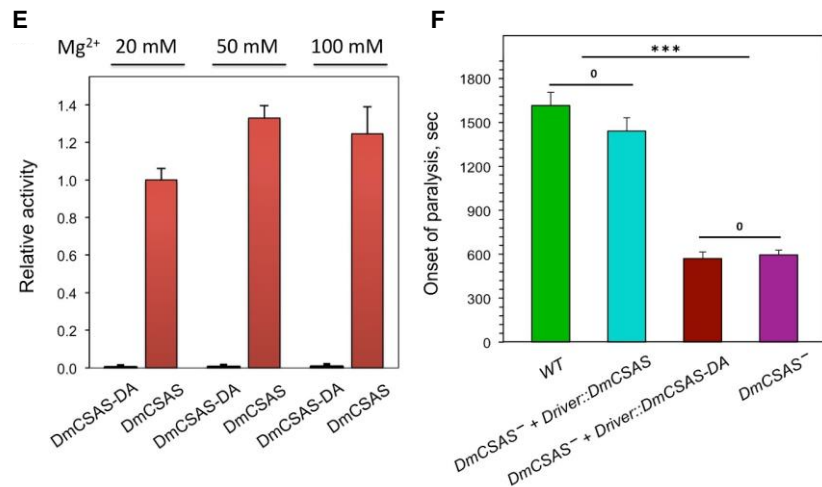 E
Mg²⁺ 20 mM 50 mM 100 mM
1.4
1.2
1.0
0.8
0.6
0.4
0.2
0.0
Relative activity
DmCSAS-DA
DmCSAS
DmCSAS-DA
DmCSAS
DmCSAS-DA
DmCSAS
F
***
0
0
1800
1500
1200
900
600
300
0
Onset of paralysis, sec
WT
DmCSAS⁻ + Driver::DmCSAS
DmCSAS⁻ + Driver::DmCSAS-DA
DmCSAS⁻